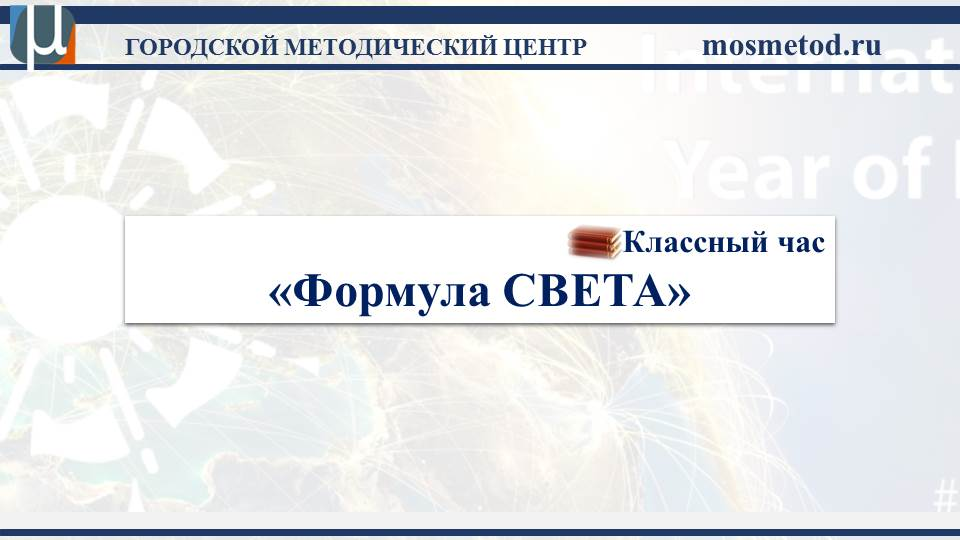 μ
ГОРОДСКОЙ МЕТОДИЧЕСКИЙ ЦЕНТР mosmetod.ru
Internat
Year of
Классный час
«Формула СВЕТА»
#